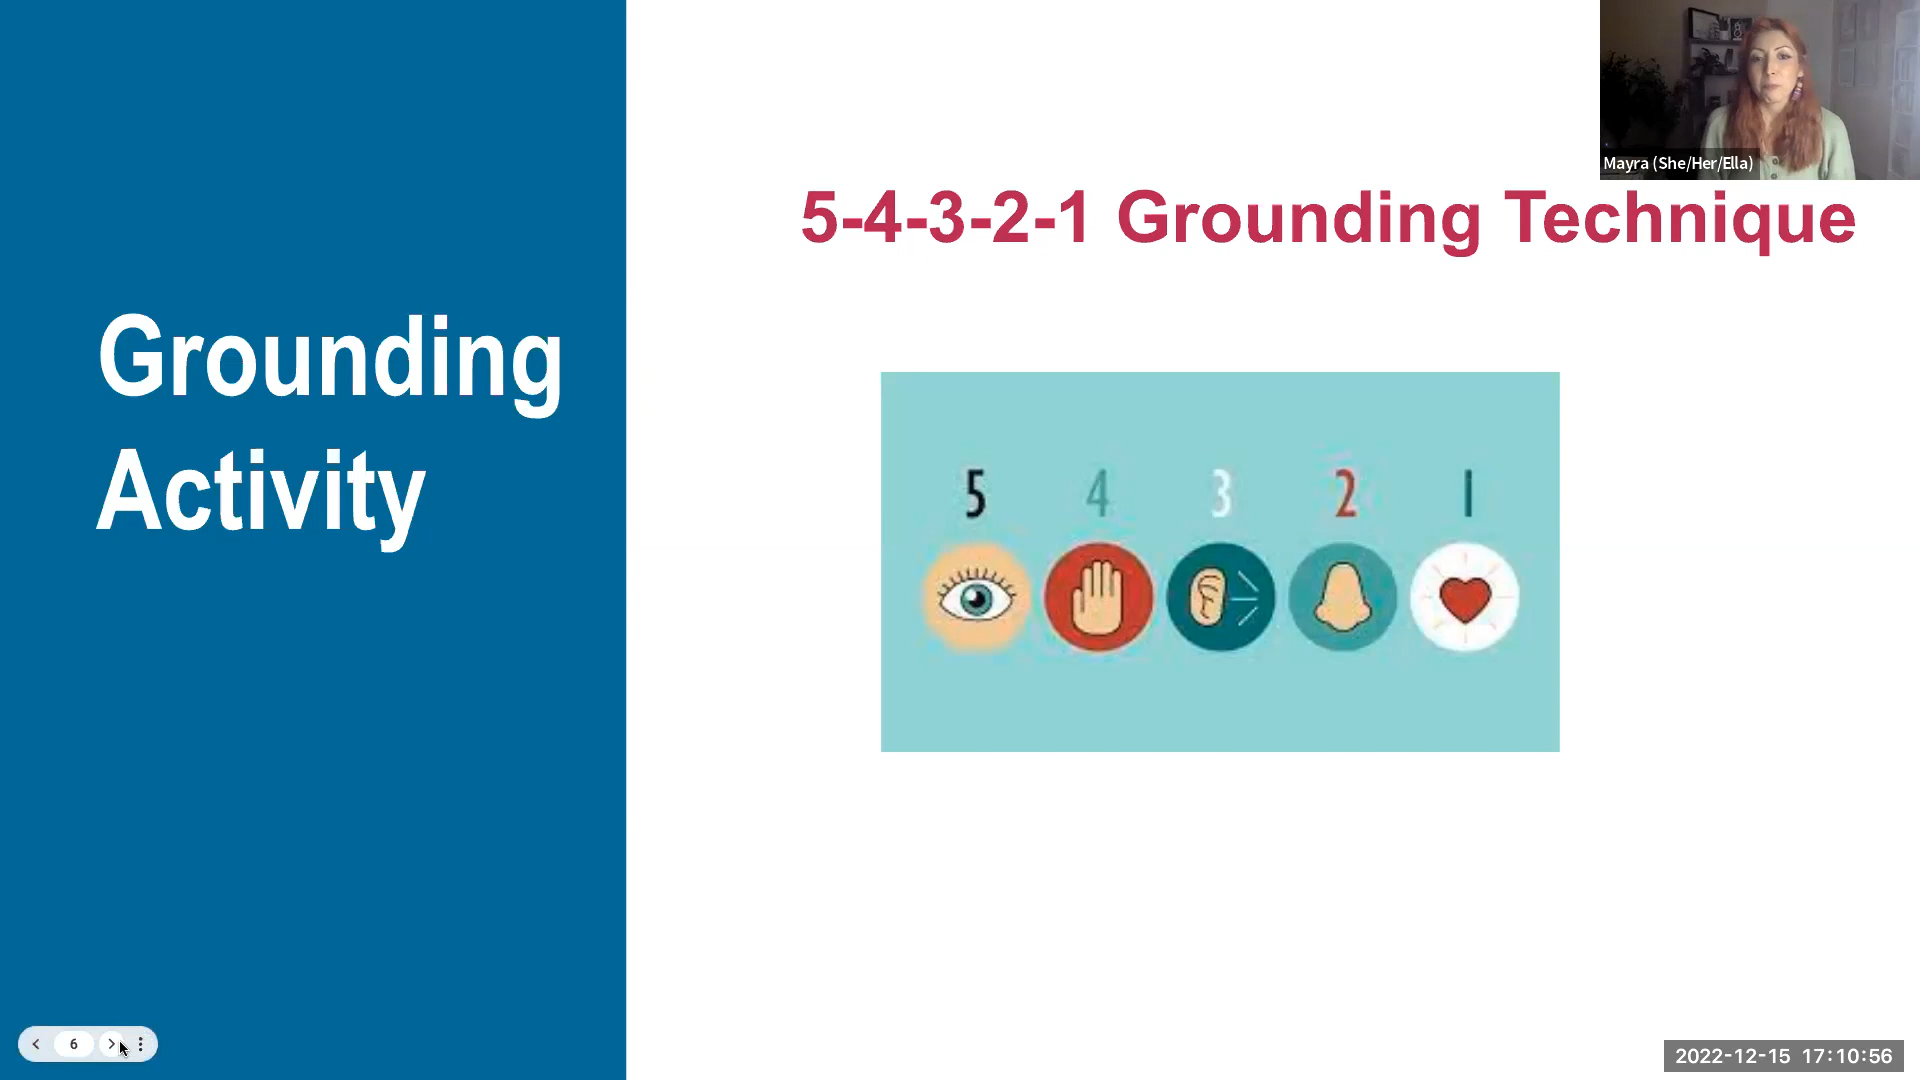 Mayra (She/Her/Ella)
5-4-3-2-1 Grounding Technique
Grounding
Activity
5 4 3 2 1
6
2022-12-15 17:10:56